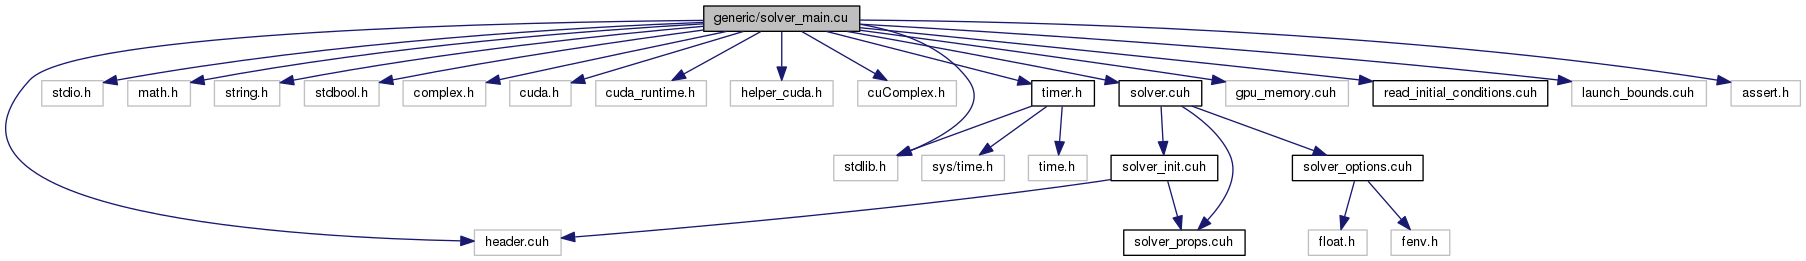 generic/solver_main.cu
stdio.h
math.h
string.h
stdbool.h
complex.h
cuda.h
cuda_runtime.h
helper_cuda.h
cuComplex.h
timer.h
solver.cuh
gpu_memory.cuh
read_initial_conditions.cuh
launch_bounds.cuh
assert.h
stdlib.h
sys/time.h
time.h
solver_init.cuh
solver_options.cuh
header.cuh
solver_props.cuh
float.h
fenv.h